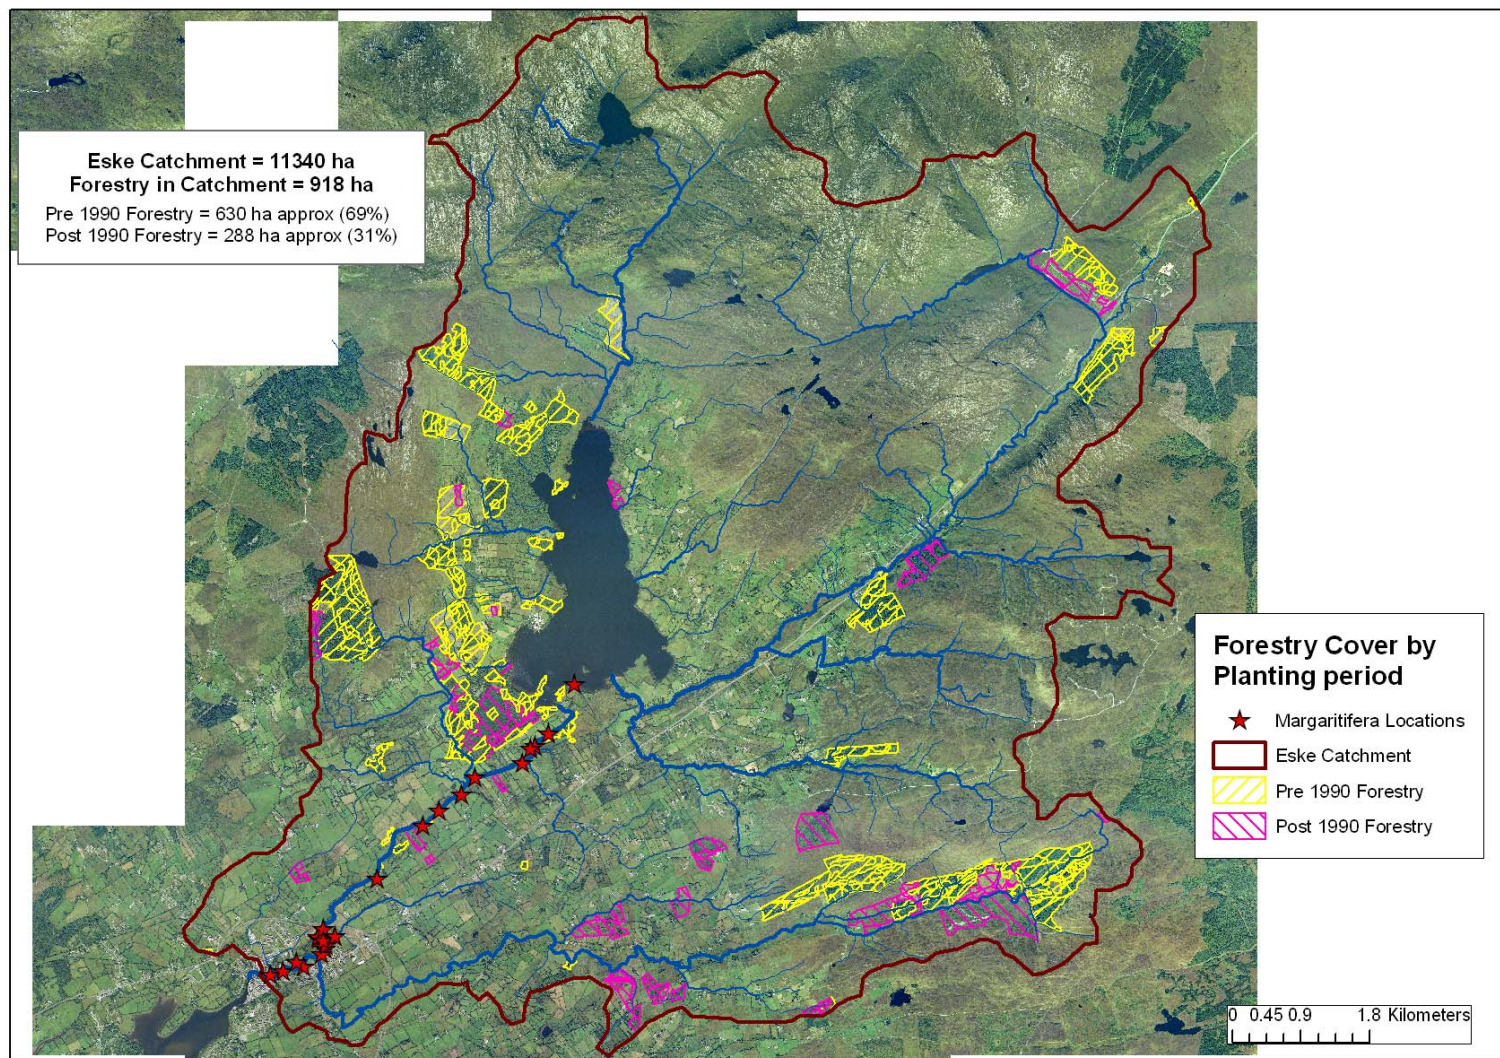 Eske Catchment = 11340 ha
Forestry in Catchment = 918 ha
Pre 1990 Forestry = 630 ha approx (69%)
Post 1990 Forestry = 288 ha approx (31%)
Forestry Cover by
Planting period
Margaritifera Locations
Eske Catchment
Pre 1990 Forestry
Post 1990 Forestry
0 0.45 0.9 1.8 Kilometers